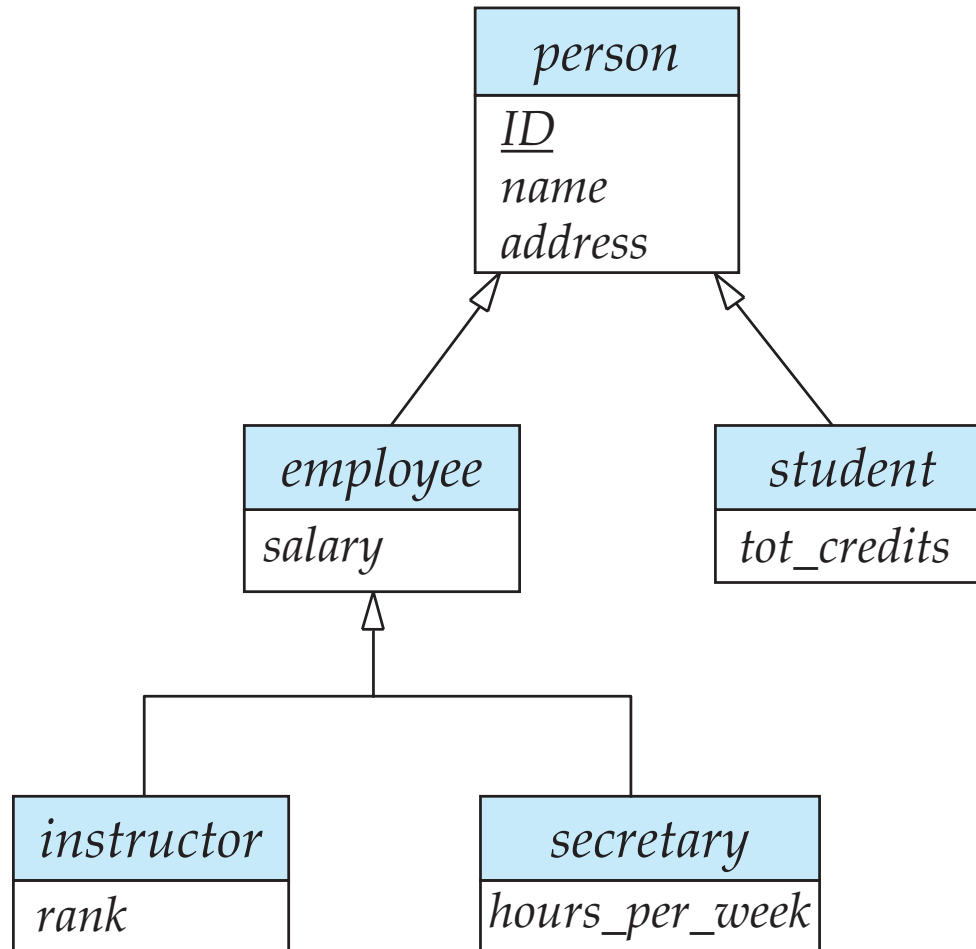 person
ID
name
address
employee
salary
student
tot_credits
instructor
rank
secretary
hours_per_week